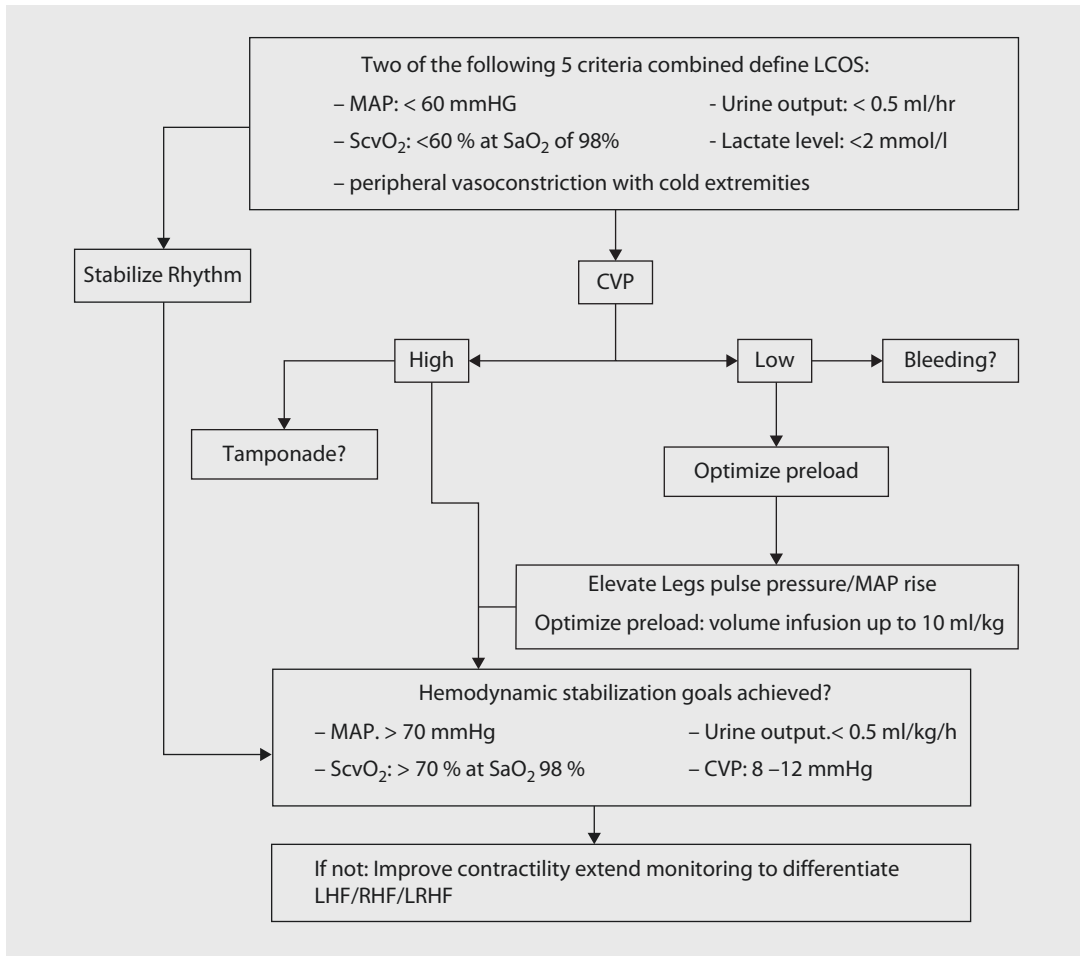 Two of the following 5 criteria combined define LCOS:
– MAP: < 60 mmHG
- Urine output: < 0.5 ml/hr
– ScvO2: <60 % at SaO2 of 98%
- Lactate level: <2 mmol/l
– peripheral vasoconstriction with cold extremities
Stabilize Rhythm
CVP
High
Low
Bleeding?
Tamponade?
Optimize preload
Elevate Legs pulse pressure/MAP rise
Optimize preload: volume infusion up to 10 ml/kg
Hemodynamic stabilization goals achieved?
– MAP. > 70 mmHg
– Urine output.< 0.5 ml/kg/h
– ScvO2: > 70 % at SaO2 98 %
– CVP: 8 –12 mmHg
If not: Improve contractility extend monitoring to differentiate
LHF/RHF/LRHF